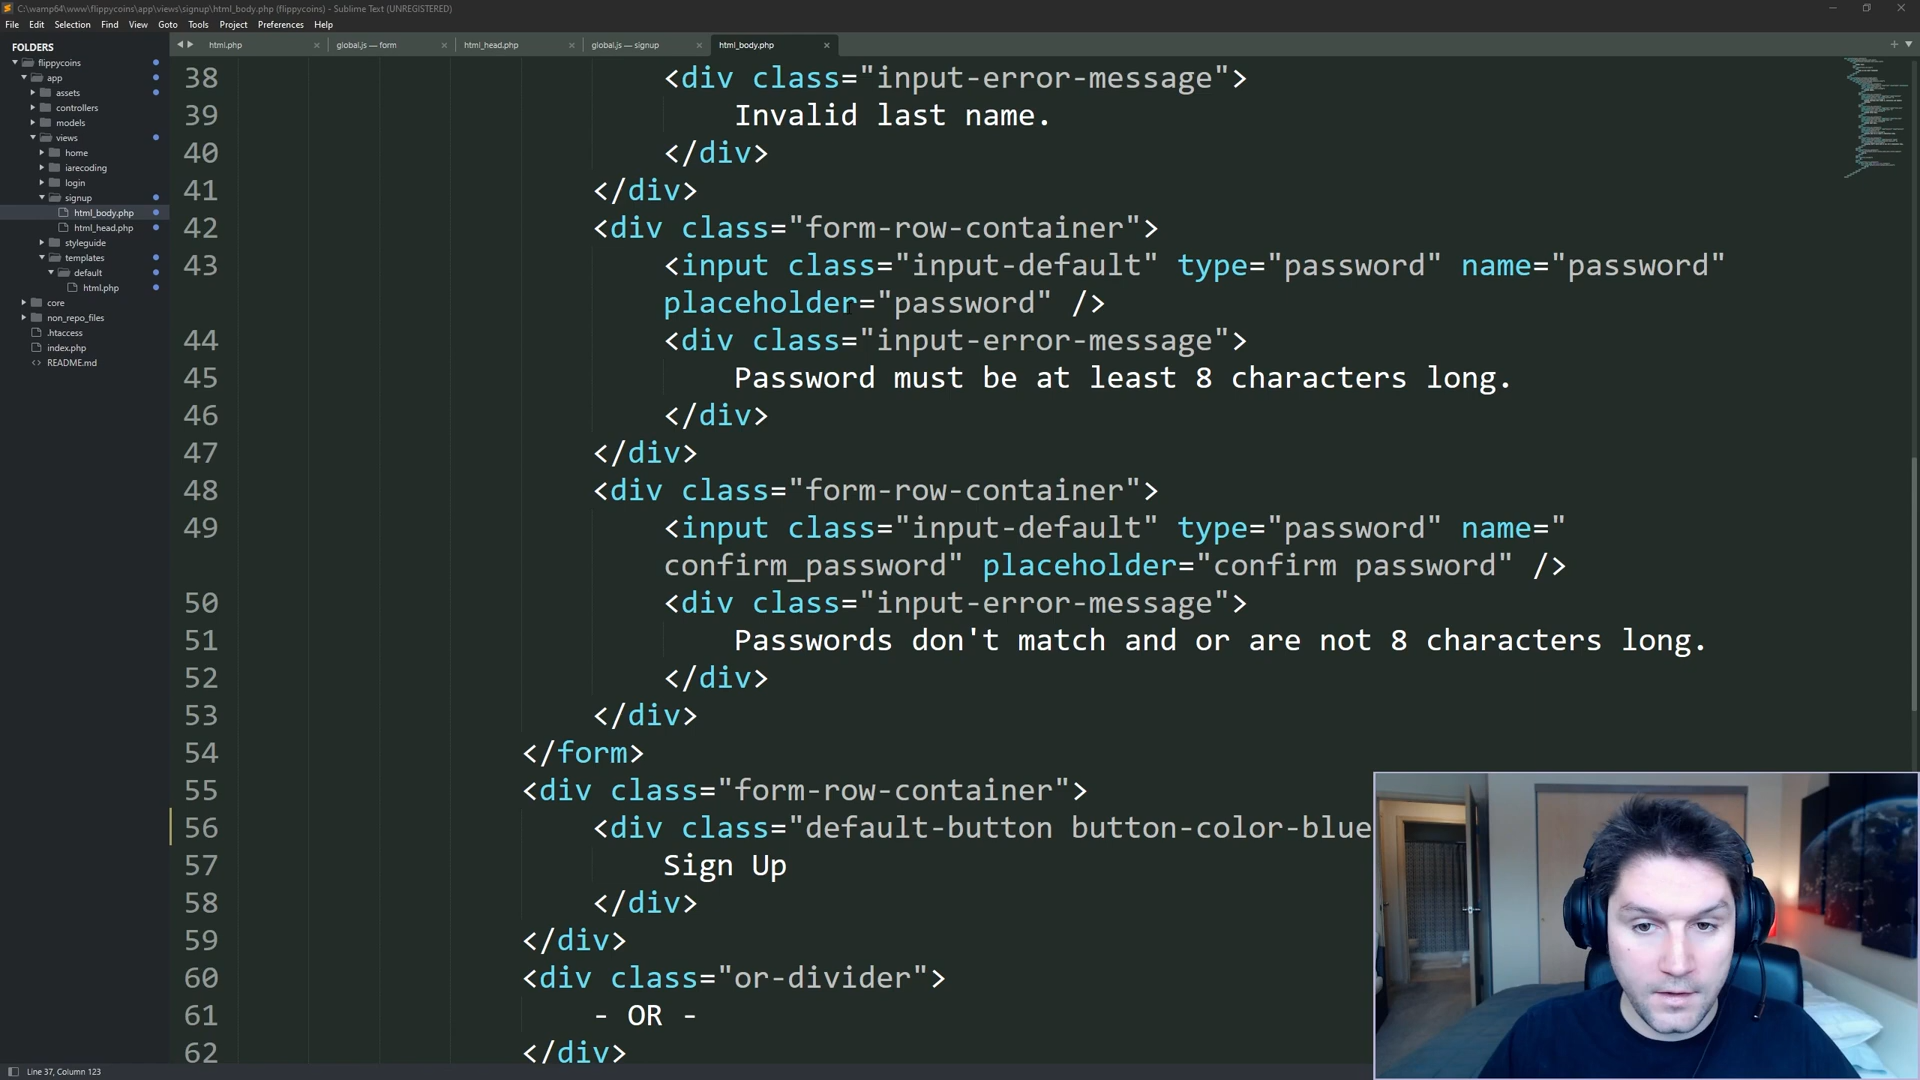 C:\wamp64\www\flippycoins\app\views\signup\html_body.php (flippycoins) - Sublime Text (UNREGISTERED)
File Edit Selection Find View Goto Tools Project Preferences Help
FOLDERS
flippycoins
app
assets
controllers
models
views
home
iarecoding
login
signup
html_body.php
html_head.php
styleguide
templates
default
html.php
core
non_repo_files
.htaccess
index.php
README.md
html.php global.js — form html_head.php global.js — signup html_body.php
38 <div class="input-error-message">
39 Invalid last name.
40 </div>
41 </div>
42 <div class="form-row-container">
43 <input class="input-default" type="password" name="password"
placeholder="password" />
44 <div class="input-error-message">
45 Password must be at least 8 characters long.
46 </div>
47 </div>
48 <div class="form-row-container">
49 <input class="input-default" type="password" name="
confirm_password" placeholder="confirm password" />
50 <div class="input-error-message">
51 Passwords don't match and or are not 8 characters long.
52 </div>
53 </div>
54 </form>
55 <div class="form-row-container">
56 <div class="default-button button-color-blue
57 Sign Up
58 </div>
59 </div>
60 <div class="or-divider">
61 - OR -
62 </div>
Line 37, Column 123